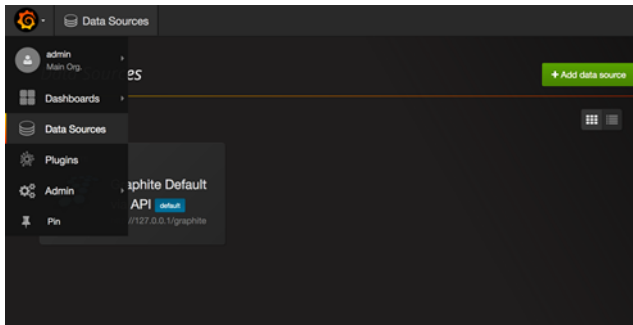 Data Sources
admin
Main Org.
es
+ Add data source
Dashboards
Data Sources
Plugins
Admin
Pin
aphite Default
API default
//127.0.0.1/graphite